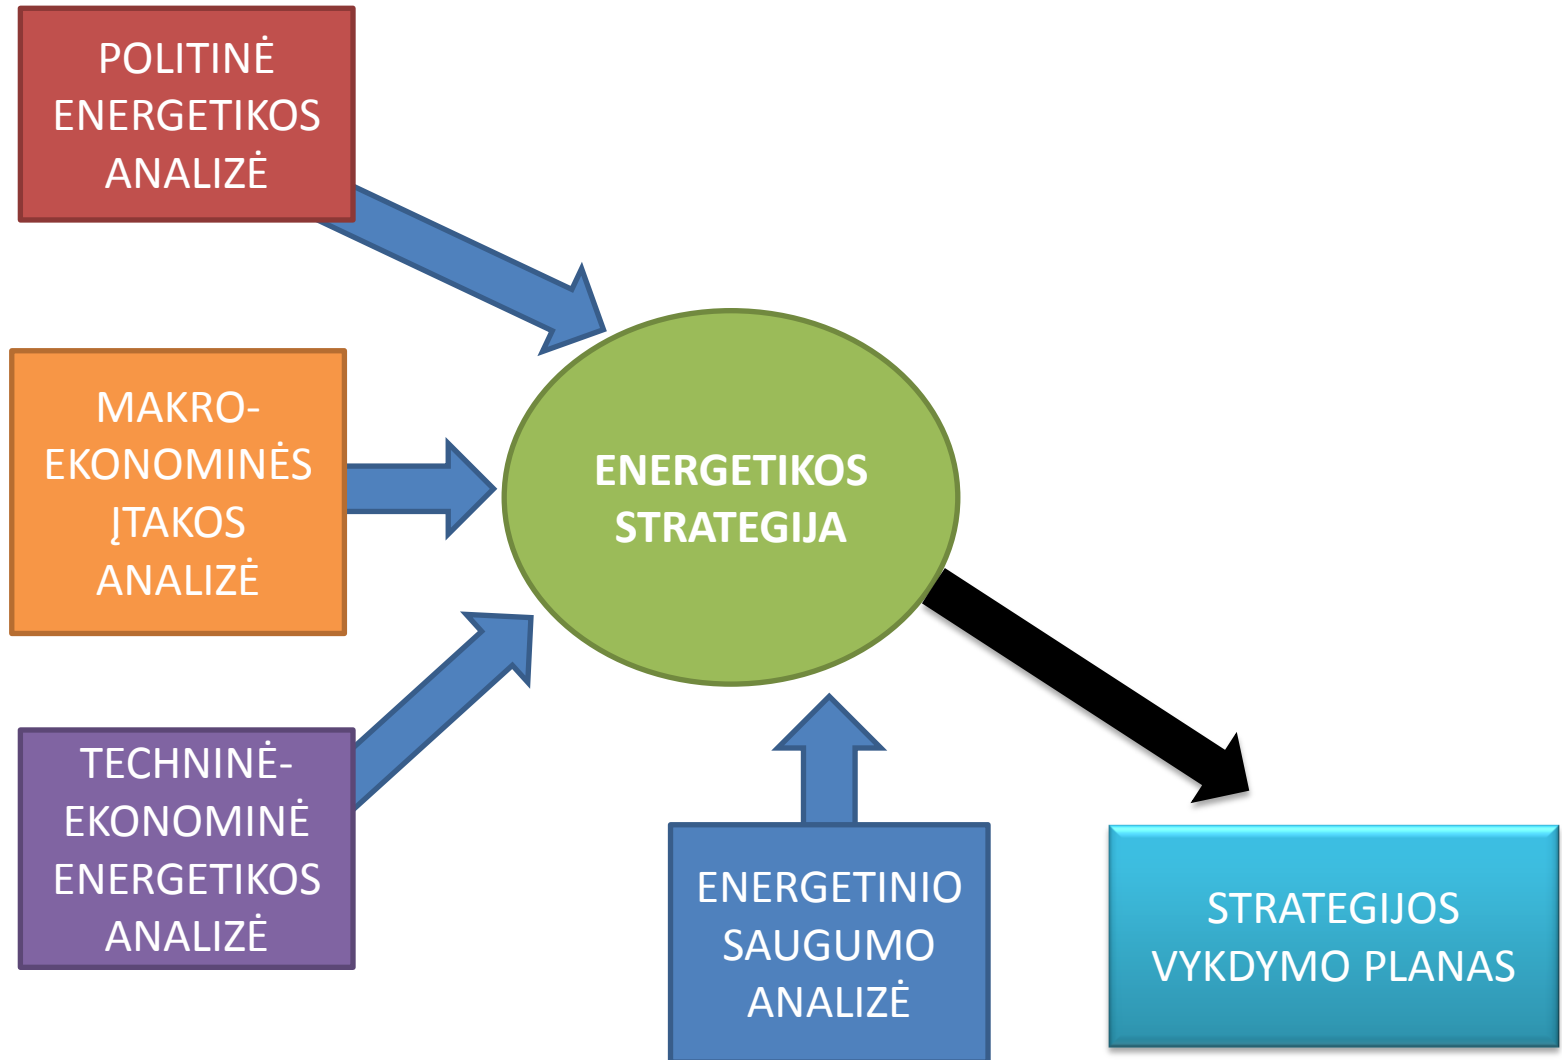 POLITINĖ
ENERGETIKOS
ANALIZĖ
MAKRO-
EKONOMINĖS
ĮTAKOS
ANALIZĖ
ENERGETIKOS
STRATEGIJA
TECHNINĖ-
EKONOMINĖ
ENERGETIKOS
ANALIZĖ
ENERGETINIO
SAUGUMO
ANALIZĖ
STRATEGIJOS
VYKDYMO PLANAS